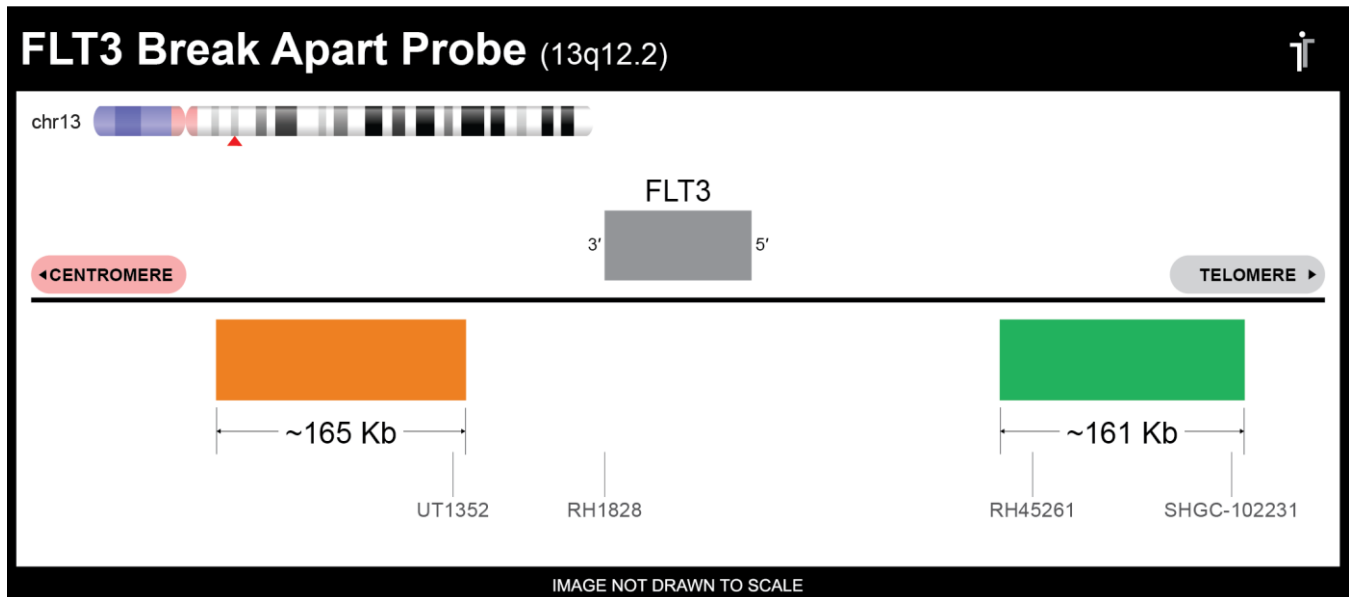 FLT3 Break Apart Probe (13q12.2)
chr13
FLT3
3′ 5′
◂CENTROMERE TELOMERE ▸
~165 Kb ~161 Kb
UT1352 RH1828 RH45261 SHGC-102231
IMAGE NOT DRAWN TO SCALE